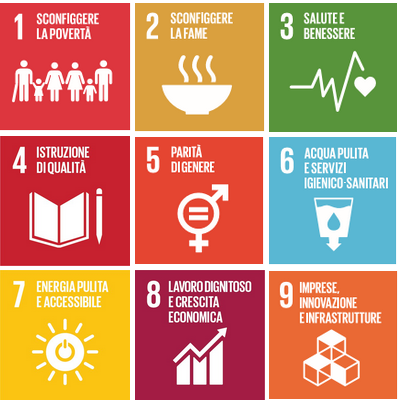 1 SCONFIGGERE
LA POVERTÀ
2 SCONFIGGERE
LA FAME
3 SALUTE E
BENESSERE
4 ISTRUZIONE
DI QUALITÀ
5 PARITÀ
DI GENERE
6 ACQUA PULITA
E SERVIZI
IGIENICO-SANITARI
7 ENERGIA PULITA
E ACCESSIBILE
8 LAVORO DIGNITOSO
E CRESCITA
ECONOMICA
9 IMPRESE,
INNOVAZIONE
E INFRASTRUTTURE